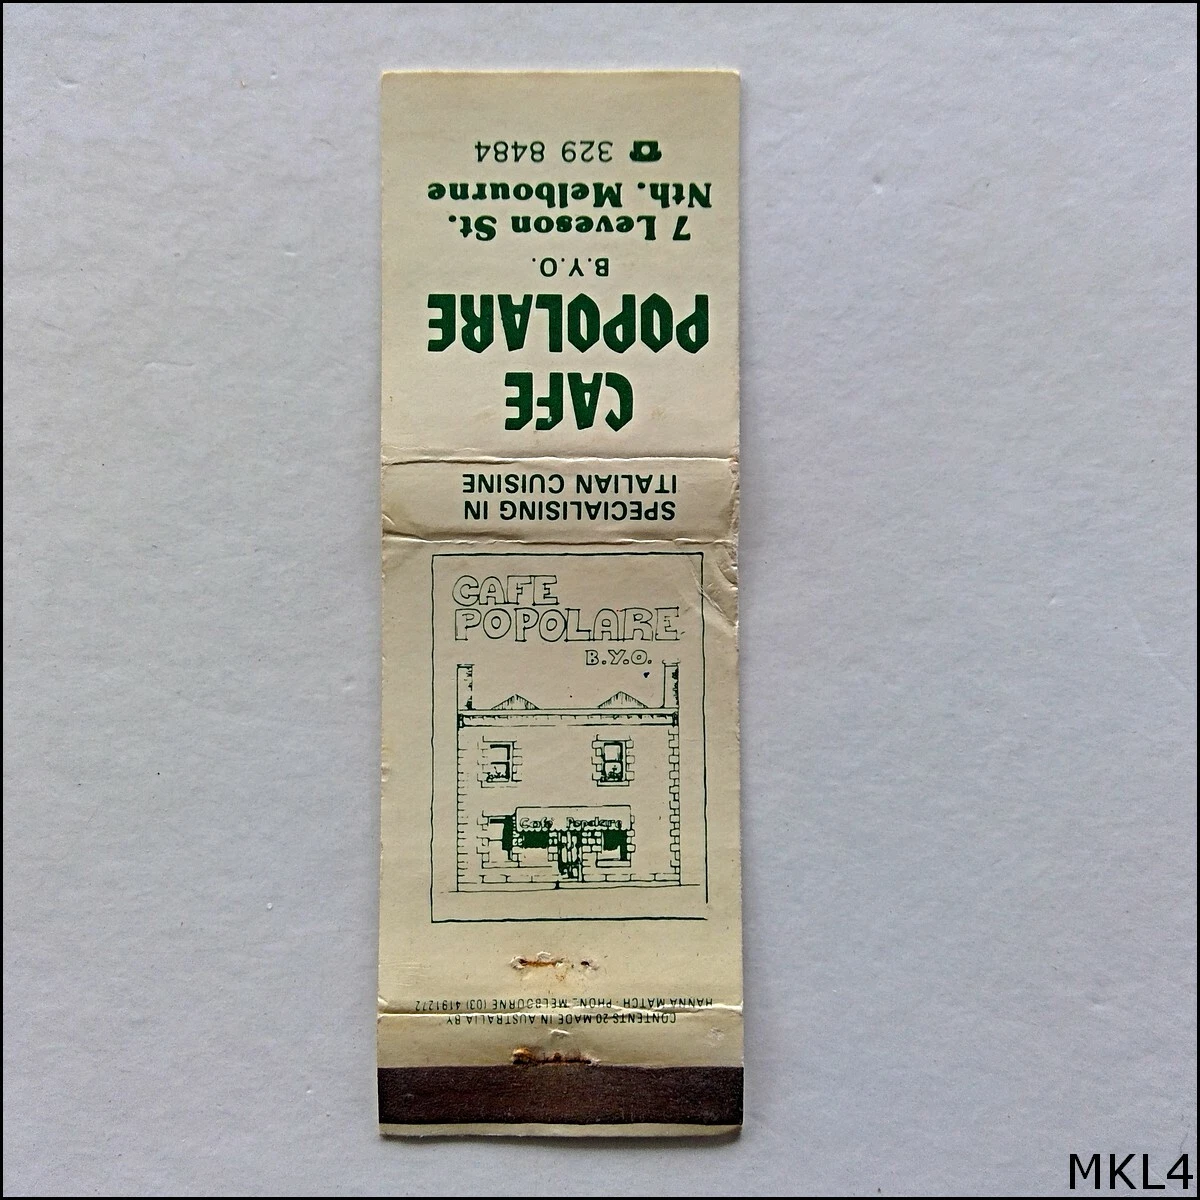 CAFE
POPOLARE
B.Y.O.
7 Leveson St.
Nth. Melbourne
☎ 329 8484
SPECIALISING IN
ITALIAN CUISINE
CAFE
POPOLARE
B.Y.O.
Café Popolare
CONTENTS 20 MADE IN AUSTRALIA BY
HANNA MATCH · PHONE MELBOURNE (03) 4191272
MKL4